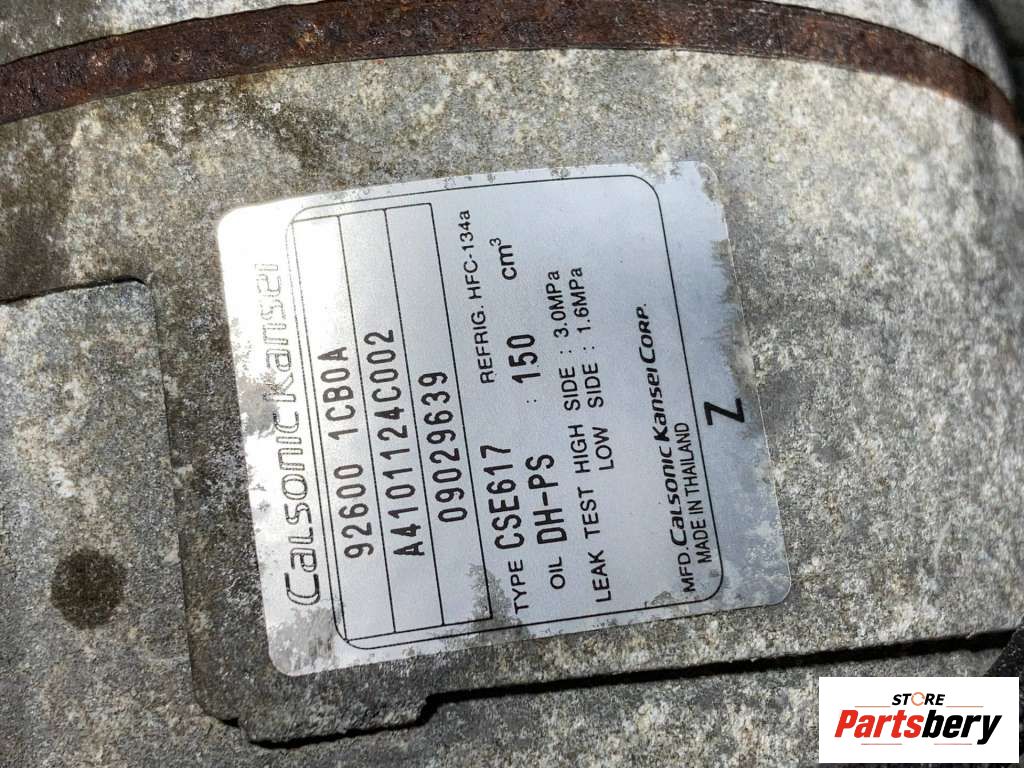 Calsonic Kansei
92600 1CB0A
A4101124C002
09029639
TYPE CSE617 REFRIG. HFC-134a
OIL DH-PS : 150 cm³
LEAK TEST HIGH SIDE : 3.0MPa
LOW SIDE : 1.6MPa
MFD. Calsonic Kansei Corp.
MADE IN THAILAND
Z
STORE
Partsbery